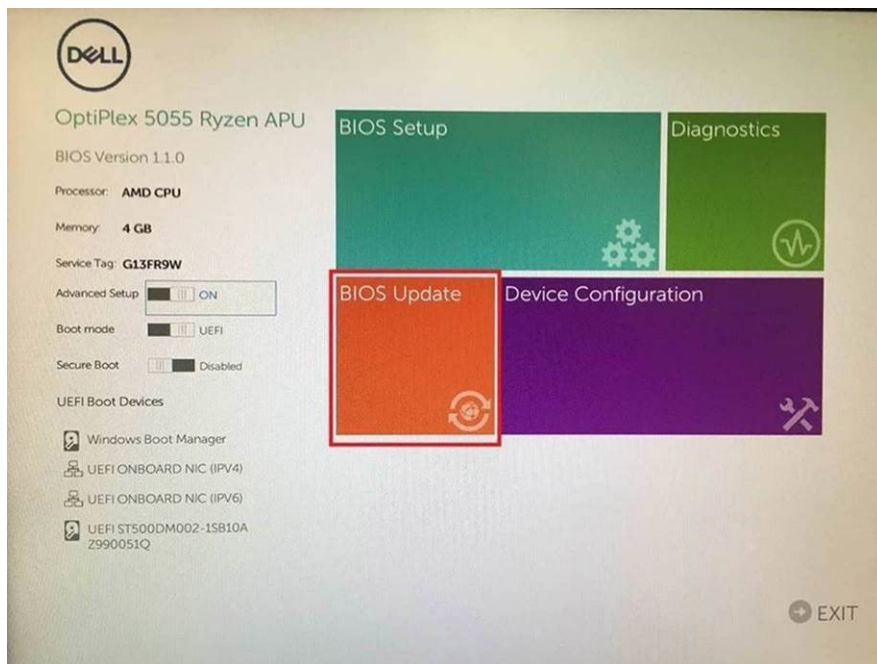 DELL
OptiPlex 5055 Ryzen APU
BIOS Version 1.1.0
Processor: AMD CPU
Memory: 4 GB
Service Tag: G13FR9W
Advanced Setup ON
Boot mode UEFI
Secure Boot Disabled
UEFI Boot Devices
Windows Boot Manager
UEFI ONBOARD NIC (IPV4)
UEFI ONBOARD NIC (IPV6)
UEFI ST500DM002-1SB10A
Z990051Q
BIOS Setup
Diagnostics
BIOS Update
Device Configuration
EXIT